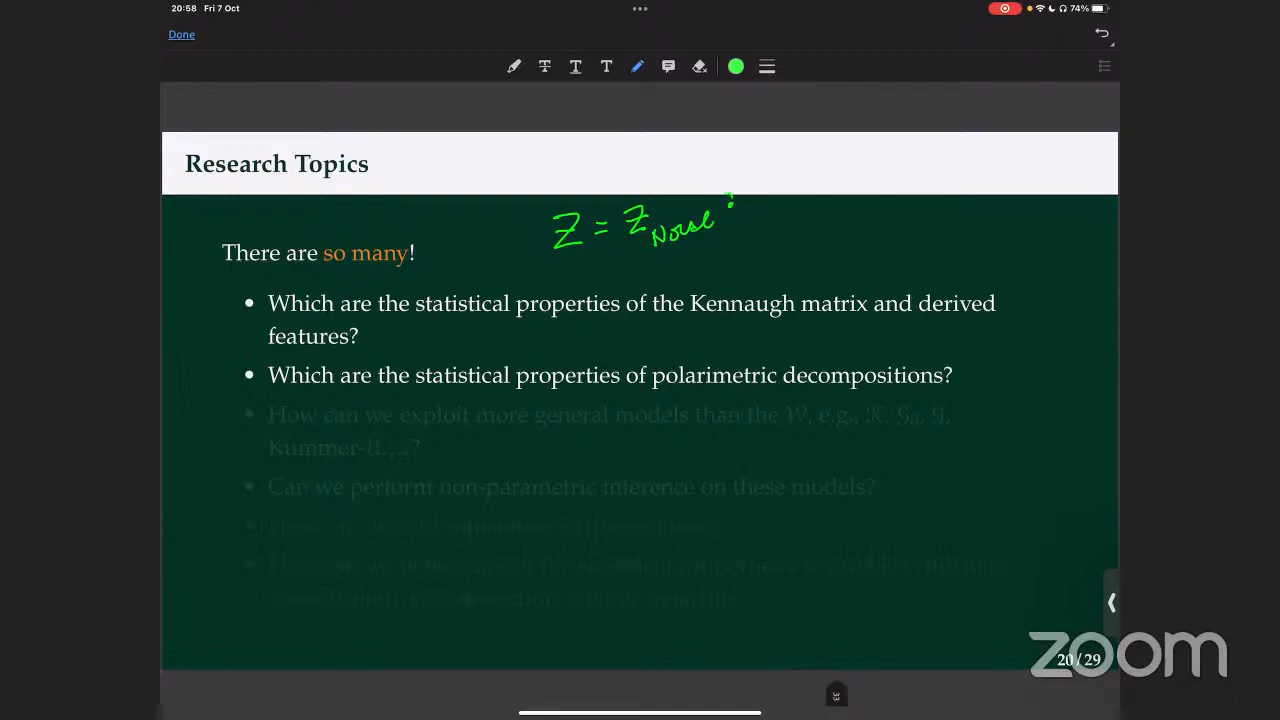 20:58 Fri 7 Oct
74%
Done
Research Topics
Z = Z Noise
There are so many!
• Which are the statistical properties of the Kennaugh matrix and derived
features?
• Which are the statistical properties of polarimetric decompositions?
• How can we exploit more general models than the W, e.g., K, G₀, G,
Kummer-U,...?
• Can we perform non-parametric inference on these models?
20 / 29
zoom
33